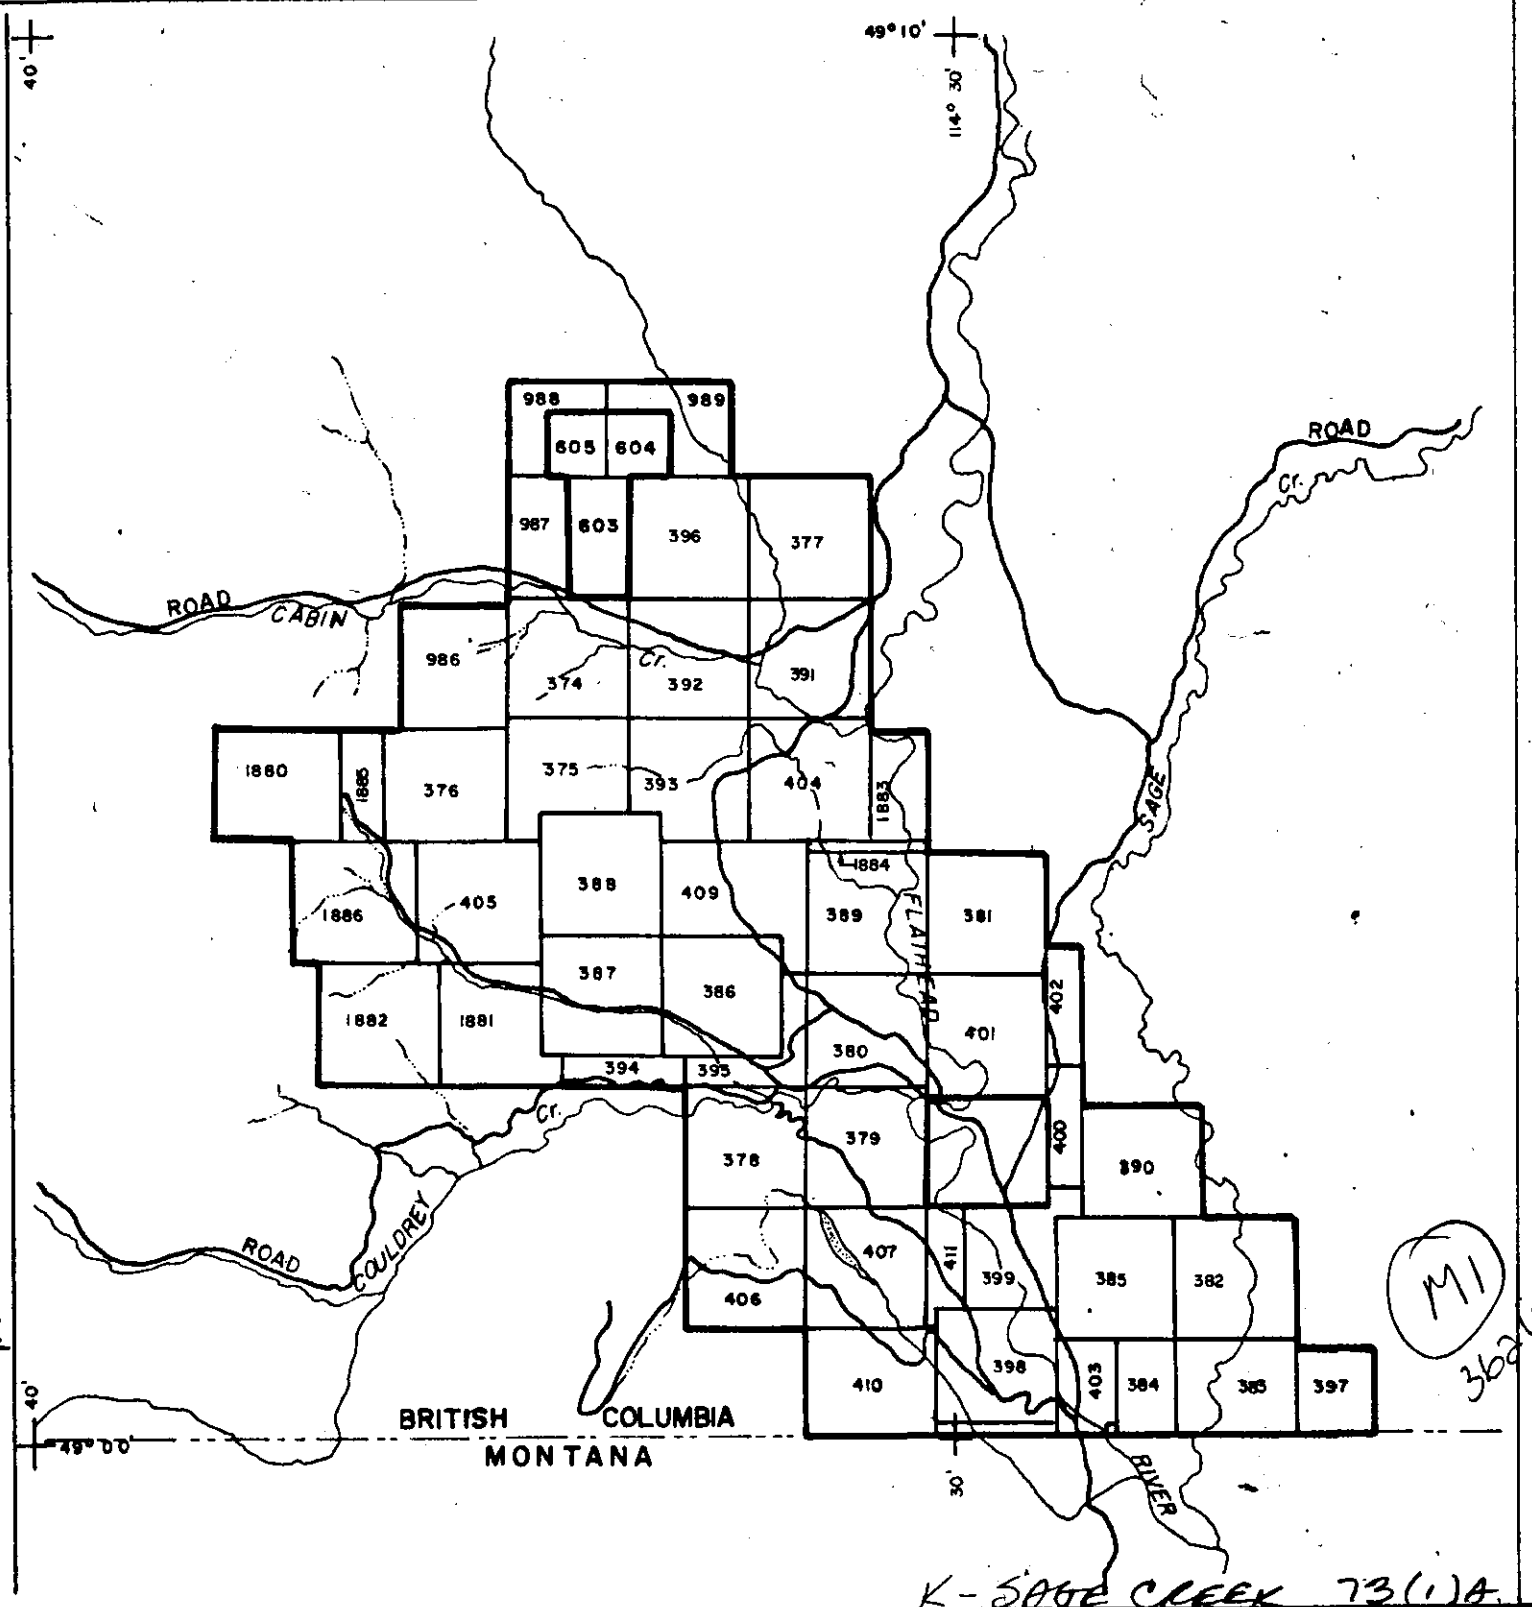 40'
49°10'
114° 30'
988
989
605 604
987 603 396 377
ROAD
Cr.
ROAD CABIN
Cr.
986 374 392 391
1880 1885 376 375 393 404 1883
SAGE
1884
388 409
1886 405 389 FLATHEAD 381
387 386 402
1882 1881 380 401
394 395
Cr.
378 379 400 390
ROAD COULDREY
407 411 399 385 382
406
M1
410 398 403 384 385 397
40'
BRITISH COLUMBIA
49°00'
MONTANA
30'
RIVER
K-SAGE CREEK 73(1)A.